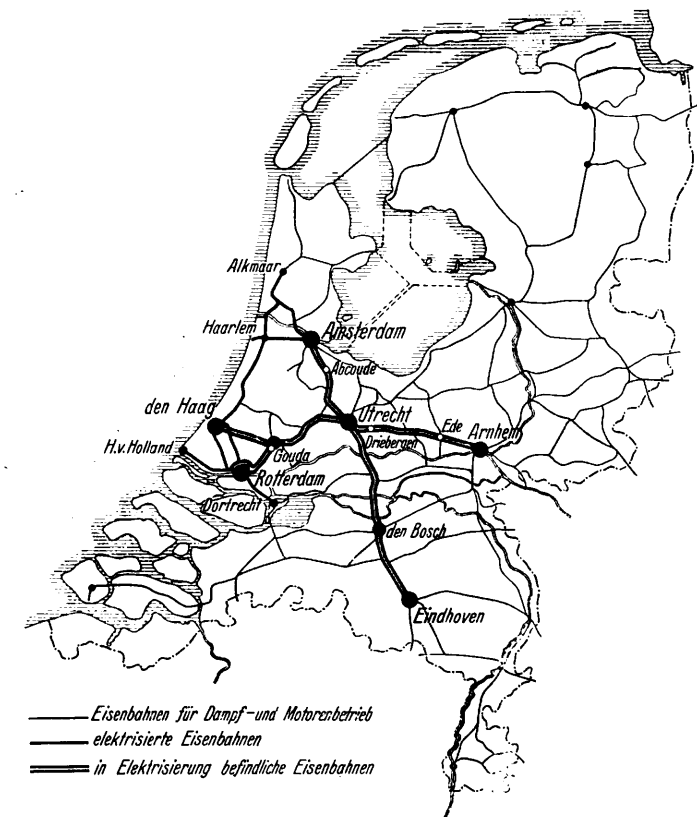 Alkmaar
Haarlem
Amsterdam
Abcoude
den Haag
Utrecht
Ede
Arnhem
Driebergen
H.v. Holland
Gouda
Rotterdam
Dortrecht
den Bosch
Eindhoven
Eisenbahnen für Dampf- und Motorenbetrieb
elektrisierte Eisenbahnen
in Elektrisierung befindliche Eisenbahnen